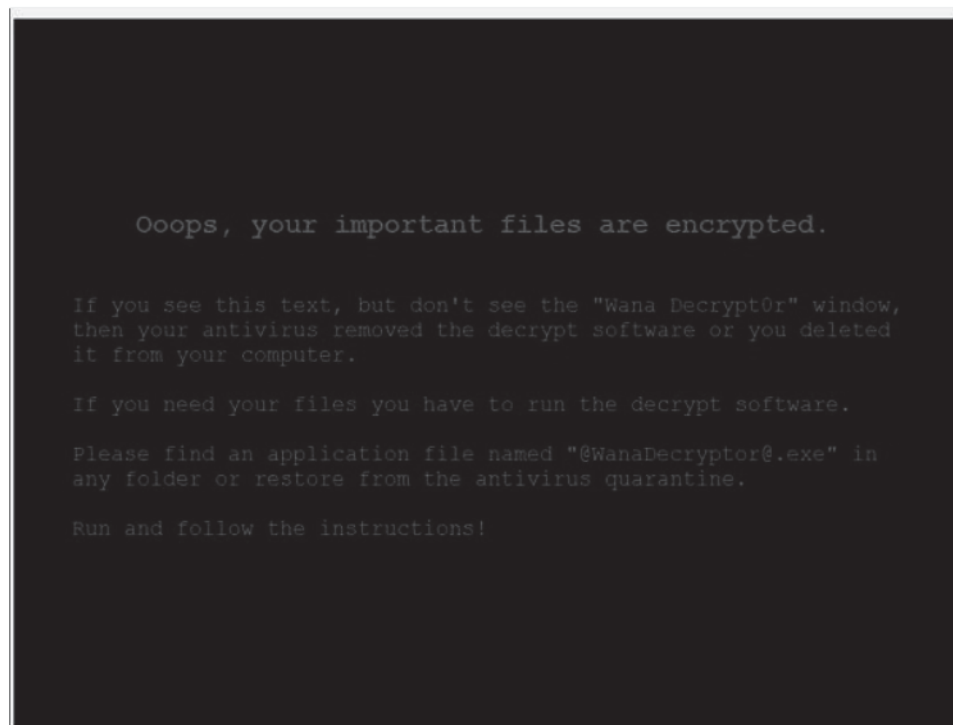 Ooops, your important files are encrypted.
If you see this text, but don't see the "Wana Decrypt0r" window,
then your antivirus removed the decrypt software or you deleted
it from your computer.
If you need your files you have to run the decrypt software.
Please find an application file named "@WanaDecryptor@.exe" in
any folder or restore from the antivirus quarantine.
Run and follow the instructions!